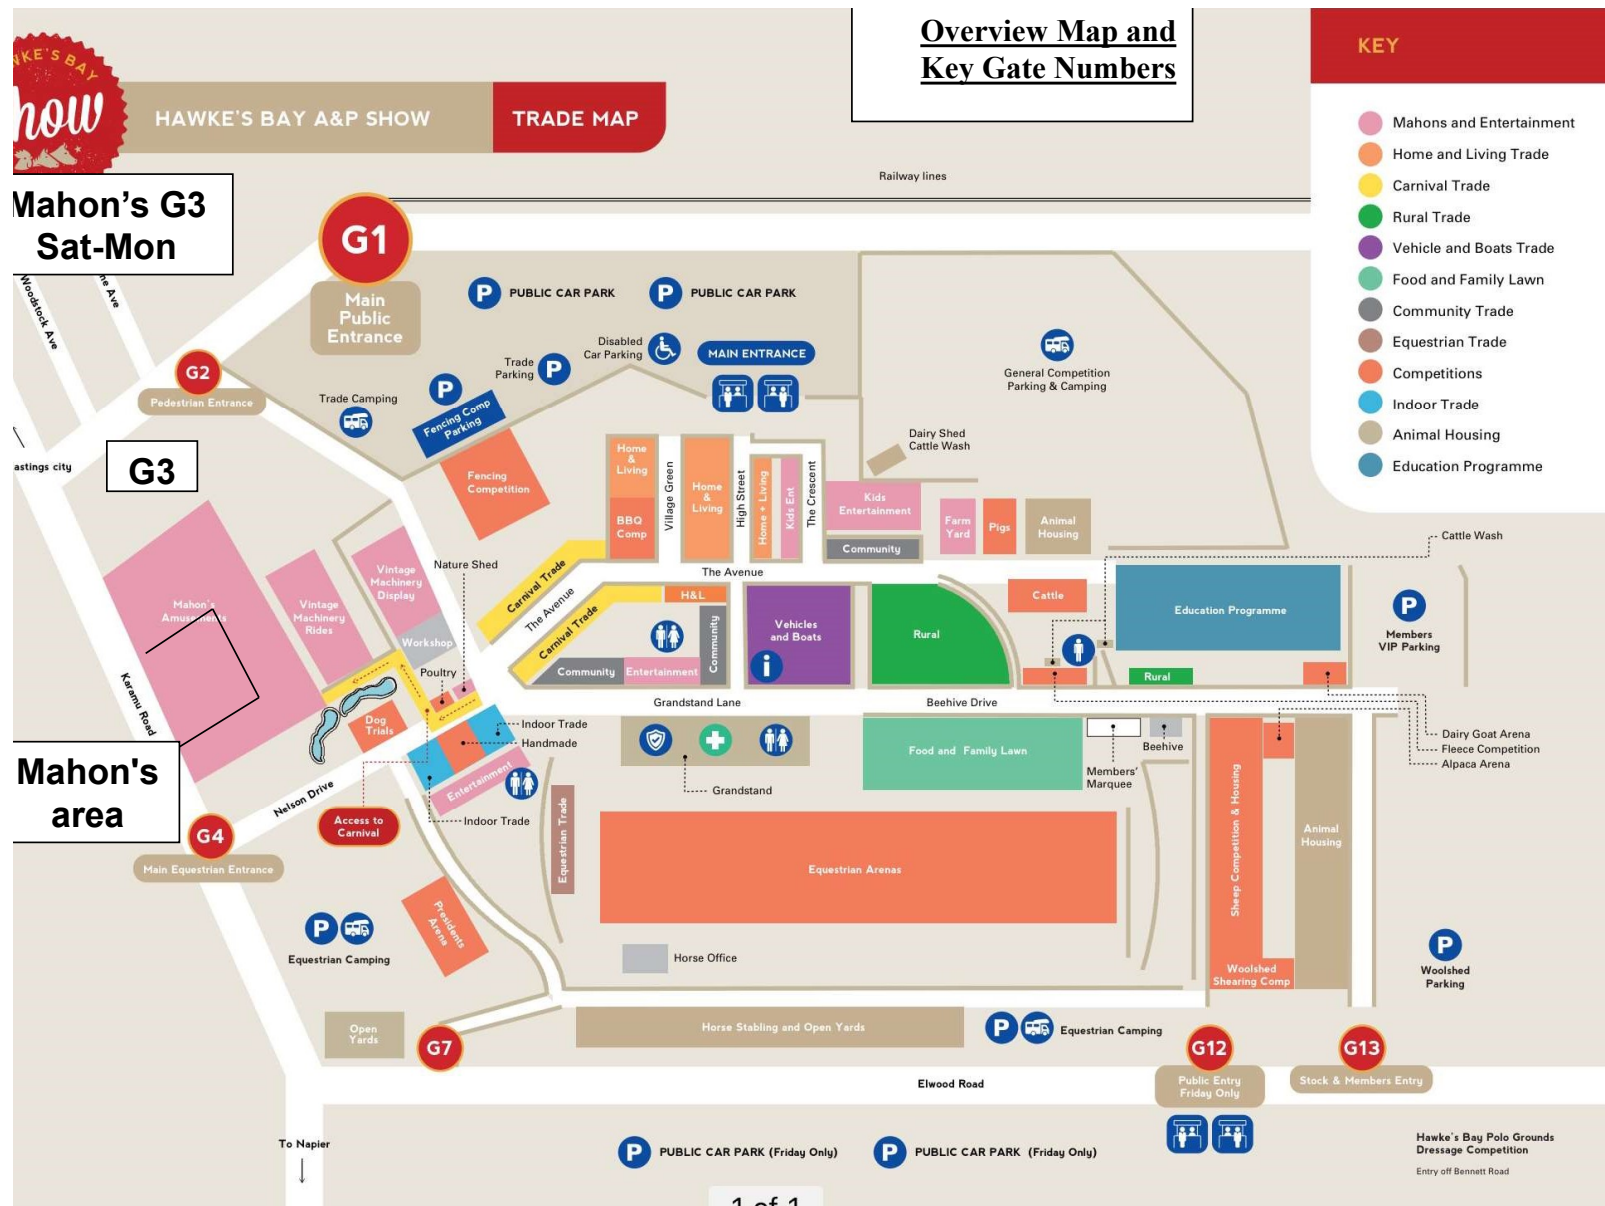 Overview Map and
Key Gate Numbers
KEY
HAWKE'S BAY A&P SHOW
TRADE MAP
Mahons and Entertainment
Home and Living Trade
Carnival Trade
Rural Trade
Vehicle and Boats Trade
Food and Family Lawn
Community Trade
Equestrian Trade
Competitions
Indoor Trade
Animal Housing
Education Programme
Railway lines
Mahon's G3
Sat-Mon
G1
Main
Public
Entrance
Woodstock Ave
Ave
P PUBLIC CAR PARK
P PUBLIC CAR PARK
Disabled
Car Parking
MAIN ENTRANCE
Trade
Parking
P
General Competition
Parking & Camping
G2
Pedestrian Entrance
Trade Camping
P
Fencing Comp
Parking
Fencing
Competition
Dairy Shed
Cattle Wash
city
G3
Home
&
Living
BBQ
Comp
Village Green
Home
&
Living
High Street
Home + Living
Kids Ent
The Crescent
Kids
Entertainment
Community
Farm
Yard
Pigs
Animal
Housing
Cattle Wash
Nature Shed
Vintage
Machinery
Display
Vintage
Machinery
Rides
Mahon's
Amusements
Workshop
Poultry
Carnival Trade
The Avenue
Carnival Trade
The Avenue
H&L
Community
Entertainment
Community
Vehicles
and Boats
i
Rural
Cattle
Education Programme
Rural
P
Members
VIP Parking
Karamu Road
Dog
Trials
Grandstand Lane
Beehive Drive
Indoor Trade
Handmade
Entertainment
Indoor Trade
Grandstand
Food and Family Lawn
Members'
Marquee
Beehive
Dairy Goat Arena
Fleece Competition
Alpaca Arena
Mahon's
area
Nelson Drive
Access to
Carnival
G4
Main Equestrian Entrance
Equestrian Trade
Equestrian Arenas
Sheep Competition & Housing
Animal
Housing
Presidents
Arena
P
Equestrian Camping
Horse Office
Woolshed
Shearing Comp
P
Woolshed
Parking
Open
Yards
G7
Horse Stabling and Open Yards
P
Equestrian Camping
G12
Public Entry
Friday Only
G13
Stock & Members Entry
Elwood Road
To Napier
P PUBLIC CAR PARK (Friday Only)
P PUBLIC CAR PARK (Friday Only)
Hawke's Bay Polo Grounds
Dressage Competition
Entry off Bennett Road
1 of 1